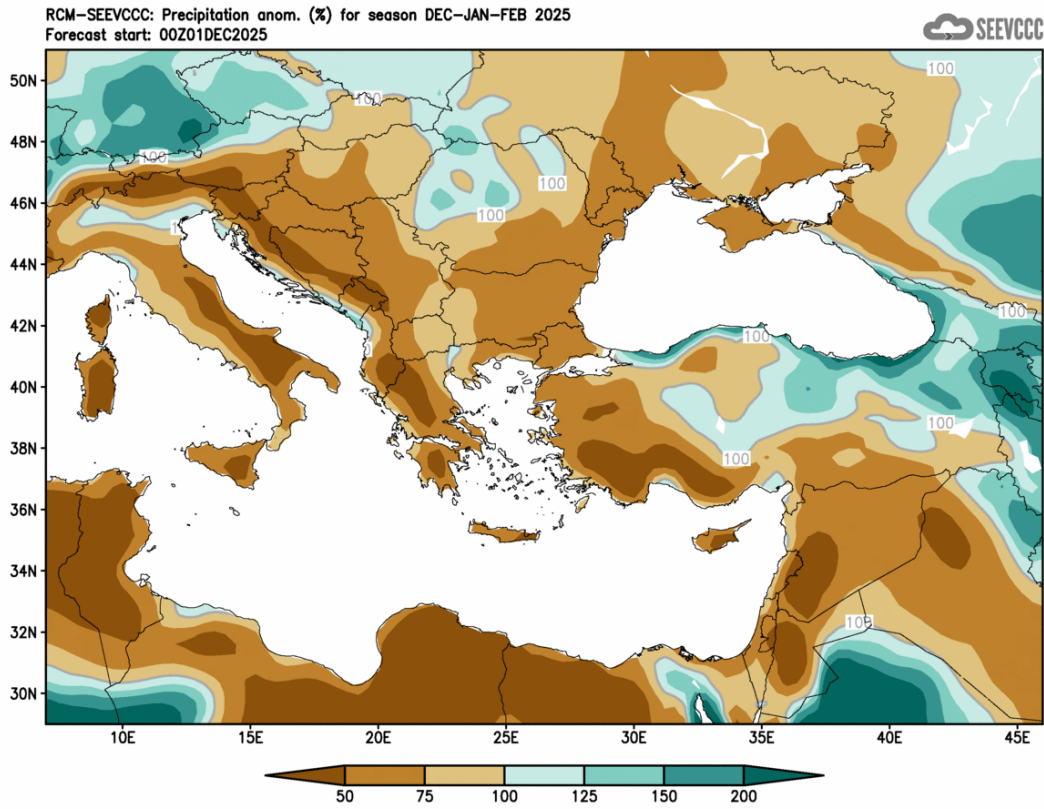 RCM-SEEVCCC: Precipitation anom. (%) for season DEC-JAN-FEB 2025
Forecast start: 00Z01DEC2025
SEEVCCC
50N
100
100
48N
100
100
46N
100
1
44N
42N
100
0
100
40N
100
38N
100
36N
34N
32N
100
30N
10E 15E 20E 25E 30E 35E 40E 45E
50 75 100 125 150 200